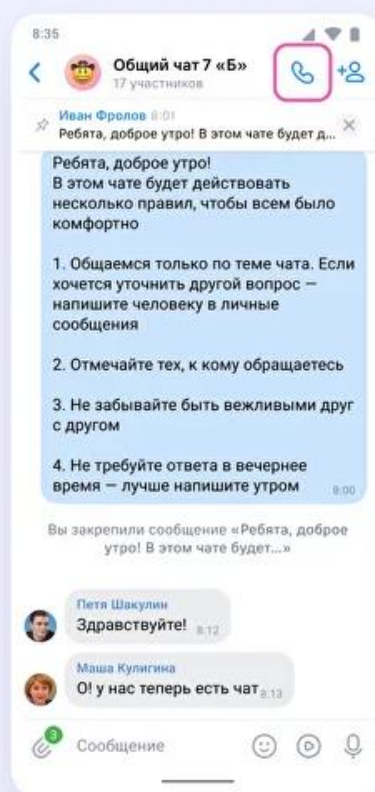 8:35
Общий чат 7 «Б»
17 участников
Иван Фролов 8:01
Ребята, доброе утро! В этом чате будет д...
Ребята, доброе утро!
В этом чате будет действовать
несколько правил, чтобы всем было
комфортно
1. Общаемся только по теме чата. Если
хочется уточнить другой вопрос —
напишите человеку в личные
сообщения
2. Отмечайте тех, к кому обращаетесь
3. Не забывайте быть вежливыми друг
с другом
4. Не требуйте ответа в вечернее
время — лучше напишите утром 8:00
Вы закрепили сообщение «Ребята, доброе
утро! В этом чате будет...»
Петя Шакулин
Здравствуйте! 8:12
Маша Кулигина
О! у нас теперь есть чат 8:13
3
Сообщение